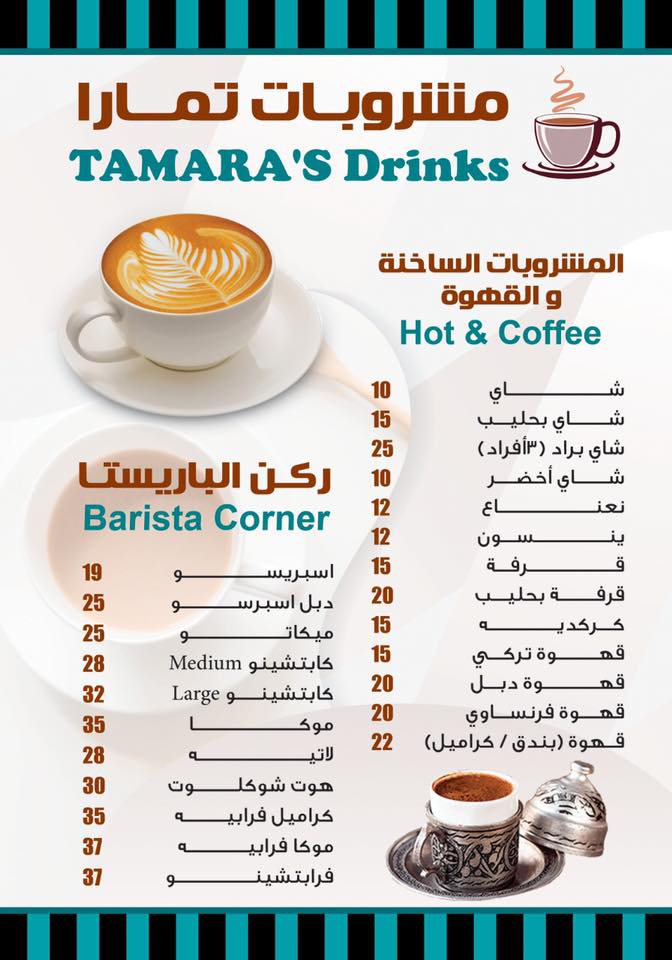 مشروبات تمارا
TAMARA'S Drinks
المشروبات الساخنة
و القهوة
Hot & Coffee
شاي 10
شاي بحليب 15
شاي براد (٣أفراد) 25
شاي أخضر 10
نعناع 12
ينسون 12
قرفة 15
قرفة بحليب 20
كركديه 15
قهوة تركي 15
قهوة دبل 20
قهوة فرنساوي 20
قهوة (بندق / كراميل) 22
ركن الباريستا
Barista Corner
اسبريسو 19
دبل اسبرسو 25
ميكاتو 25
كابتشينو Medium 28
كابتشينو Large 32
موكا 35
لاتيه 28
هوت شوكلوت 30
كراميل فرابيه 35
موكا فرابيه 37
فرابتشينو 37